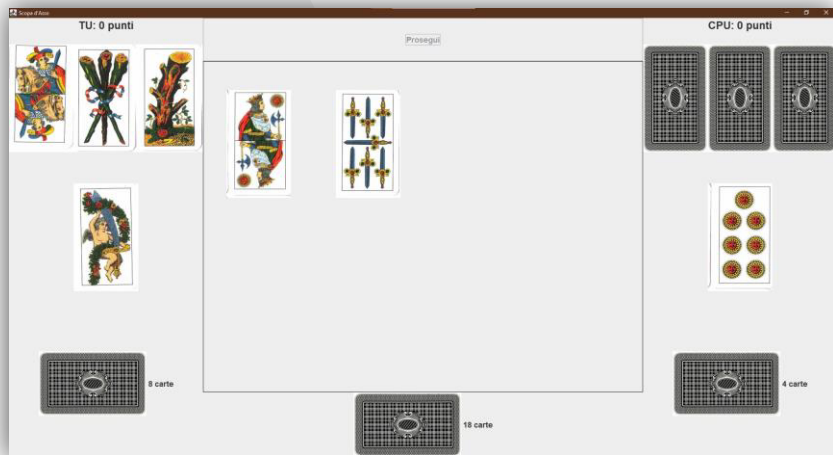 Scopa d'Assi
TU: 0 punti
Prosegui
CPU: 0 punti
8 carte
4 carte
18 carte